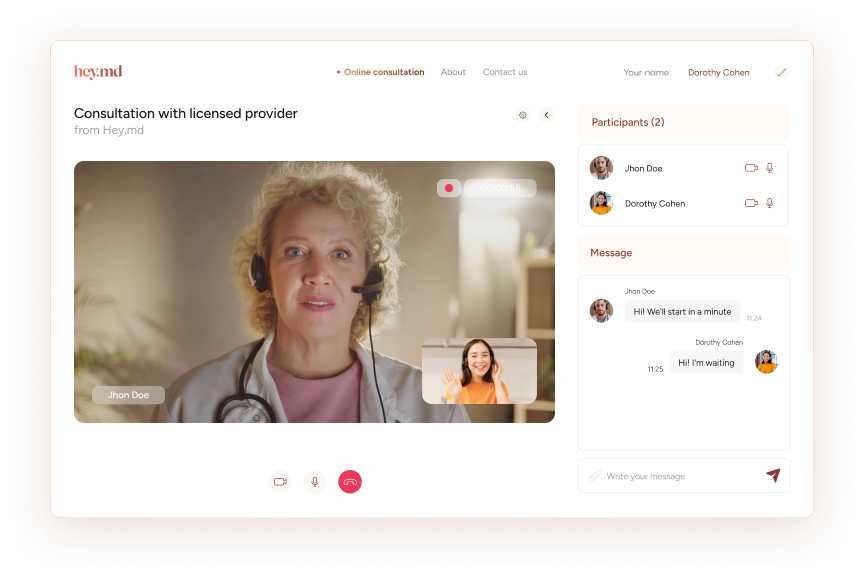 hey.md
Online consultation
About
Contact us
Your name:
Dorothy Cohen
Consultation with licensed provider
from Hey.md
00:00:58
Jhon Doe
Participants (2)
Jhon Doe
Dorothy Cohen
Message
Jhon Doe
Hi! We'll start in a minute
11:24
Dorothy Cohen
11:25
Hi! I'm waiting
Write your message